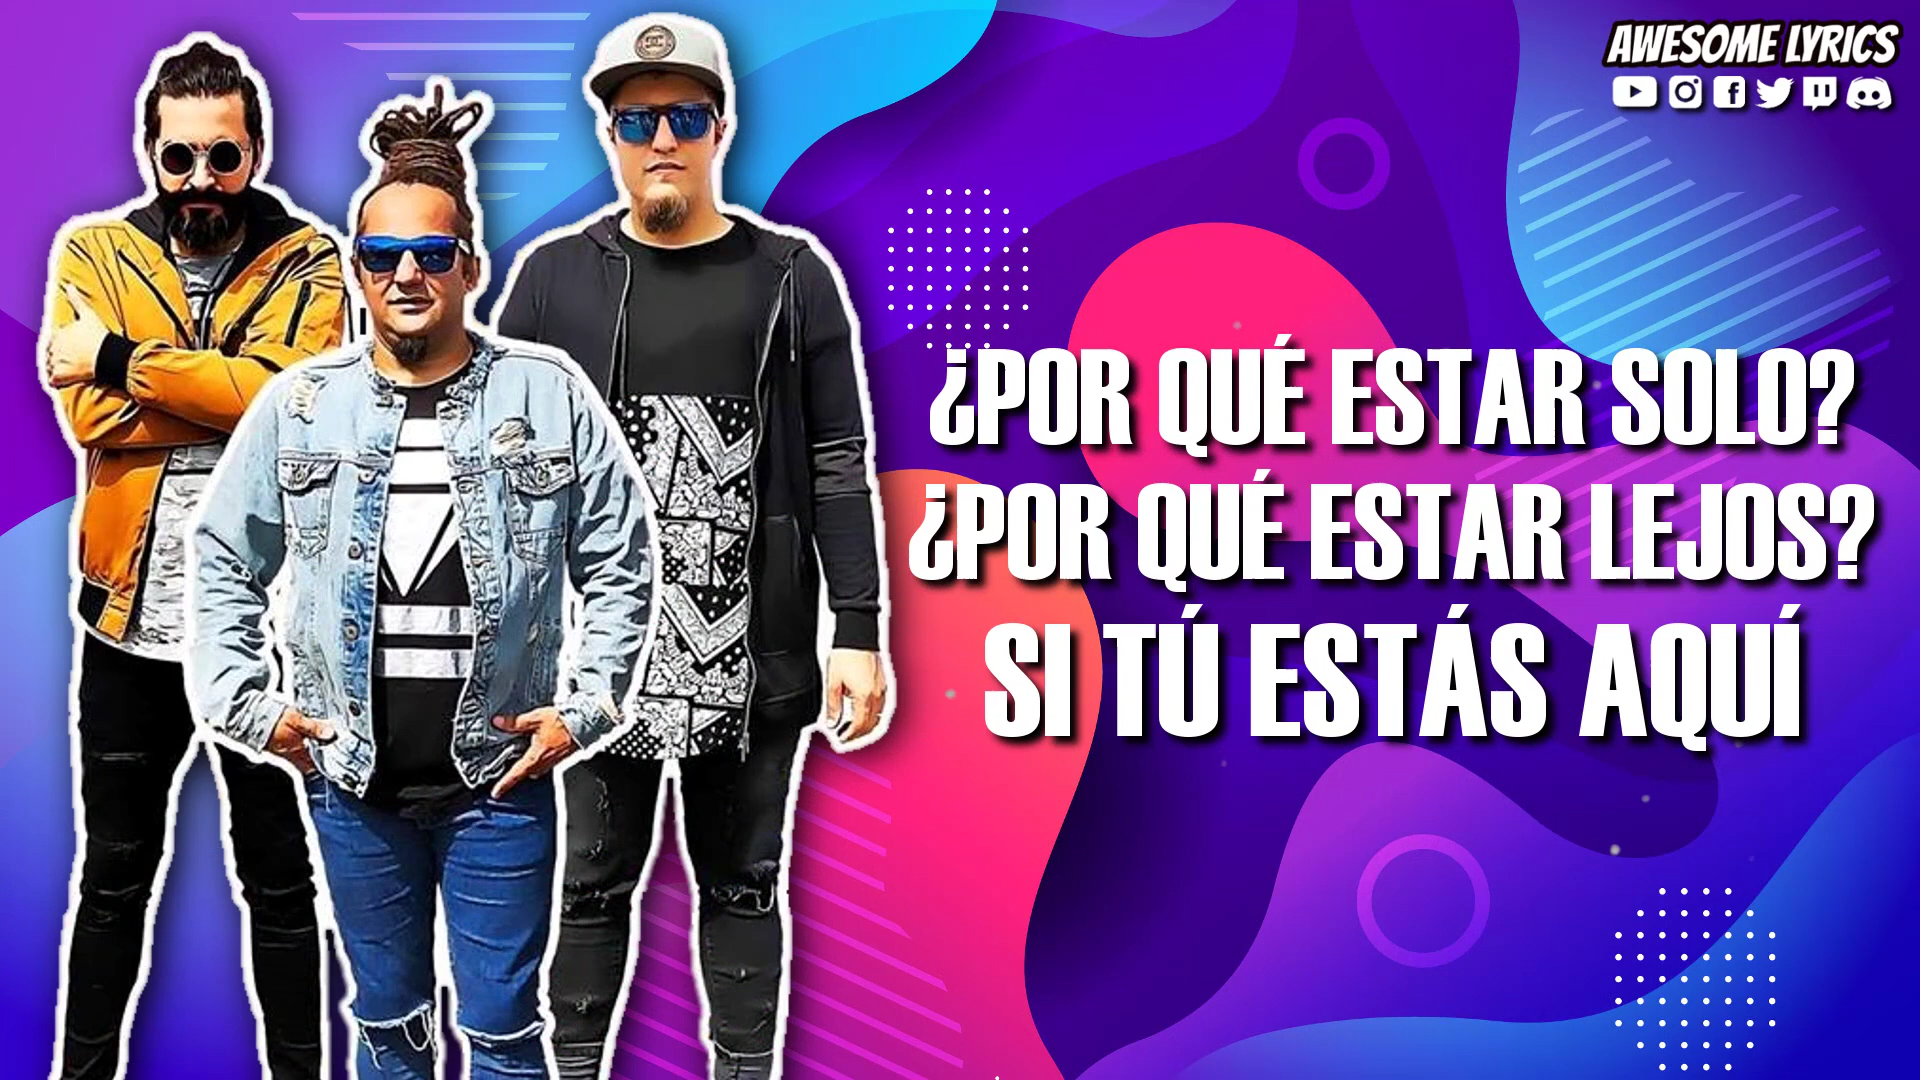 AWESOME LYRICS
¿POR QUÉ ESTAR SOLO?
¿POR QUÉ ESTAR LEJOS?
SI TÚ ESTÁS AQUÍ